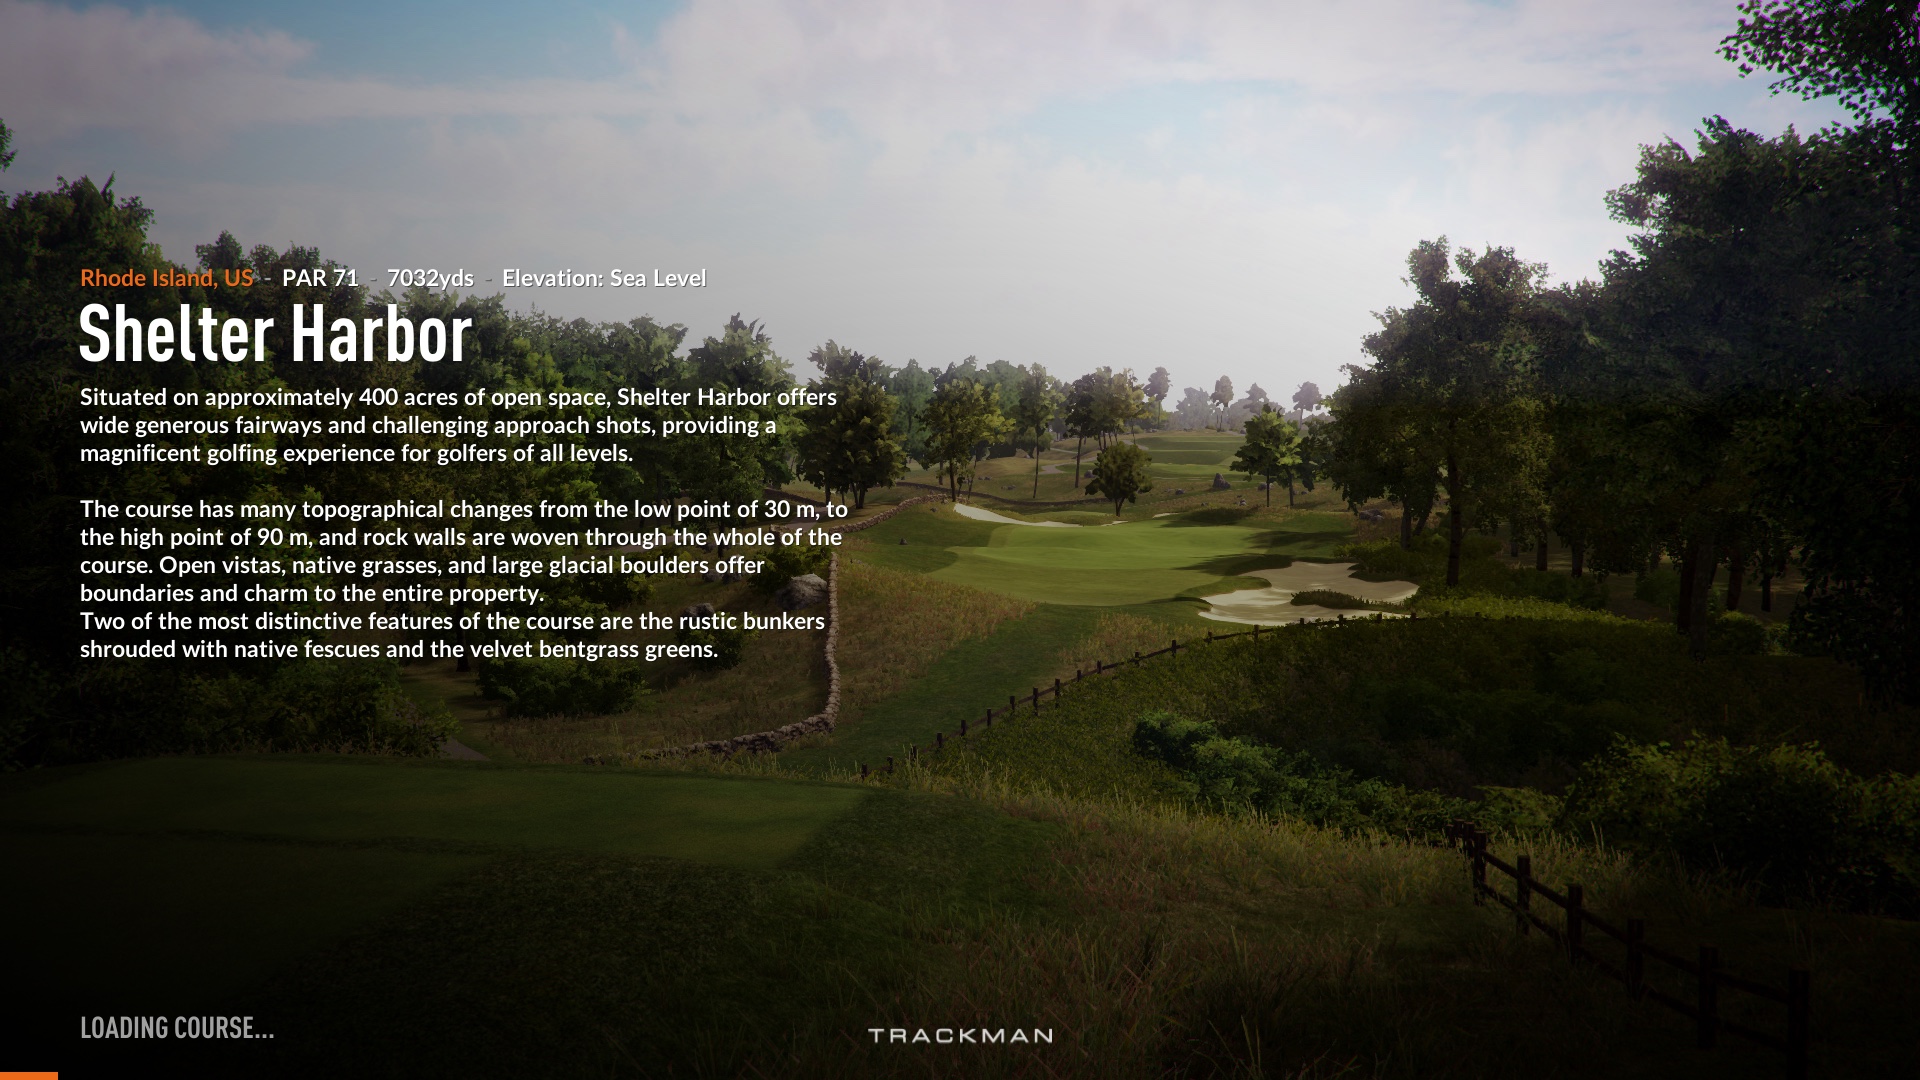 Rhode Island, US - PAR 71 - 7032yds - Elevation: Sea Level
Shelter Harbor
Situated on approximately 400 acres of open space, Shelter Harbor offers
wide generous fairways and challenging approach shots, providing a
magnificent golfing experience for golfers of all levels.
The course has many topographical changes from the low point of 30 m, to
the high point of 90 m, and rock walls are woven through the whole of the
course. Open vistas, native grasses, and large glacial boulders offer
boundaries and charm to the entire property.
Two of the most distinctive features of the course are the rustic bunkers
shrouded with native fescues and the velvet bentgrass greens.
LOADING COURSE...
TRACKMAN